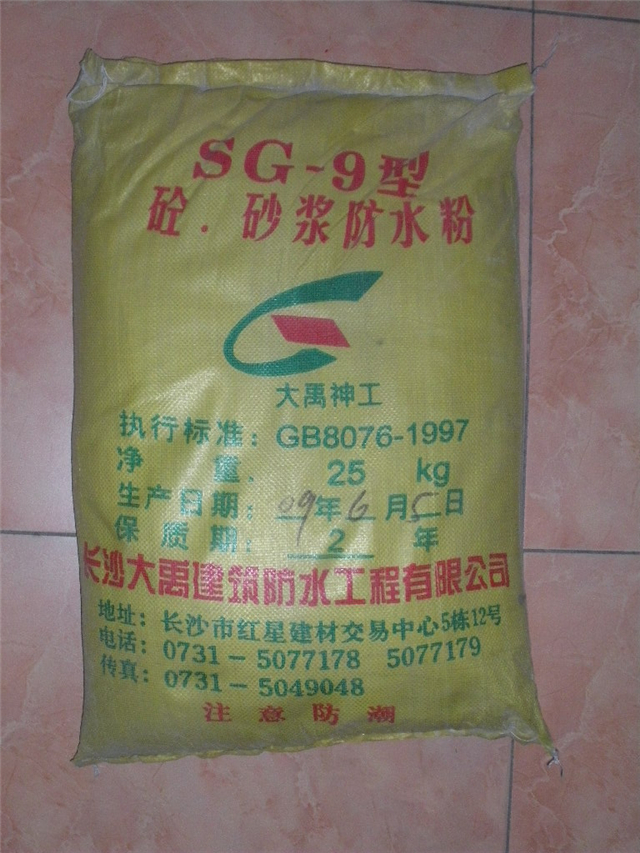 SG-9型
砼.砂浆防水粉
大禹神工
执行标准：GB8076-1997
净 重. 25 kg
生产日期：09年6月5日
保质期：2年
长沙大禹建筑防水工程有限公司
地址：长沙市红星建材交易中心5栋12号
电话：0731-5077178 5077179
传真：0731-5049048
注意防潮